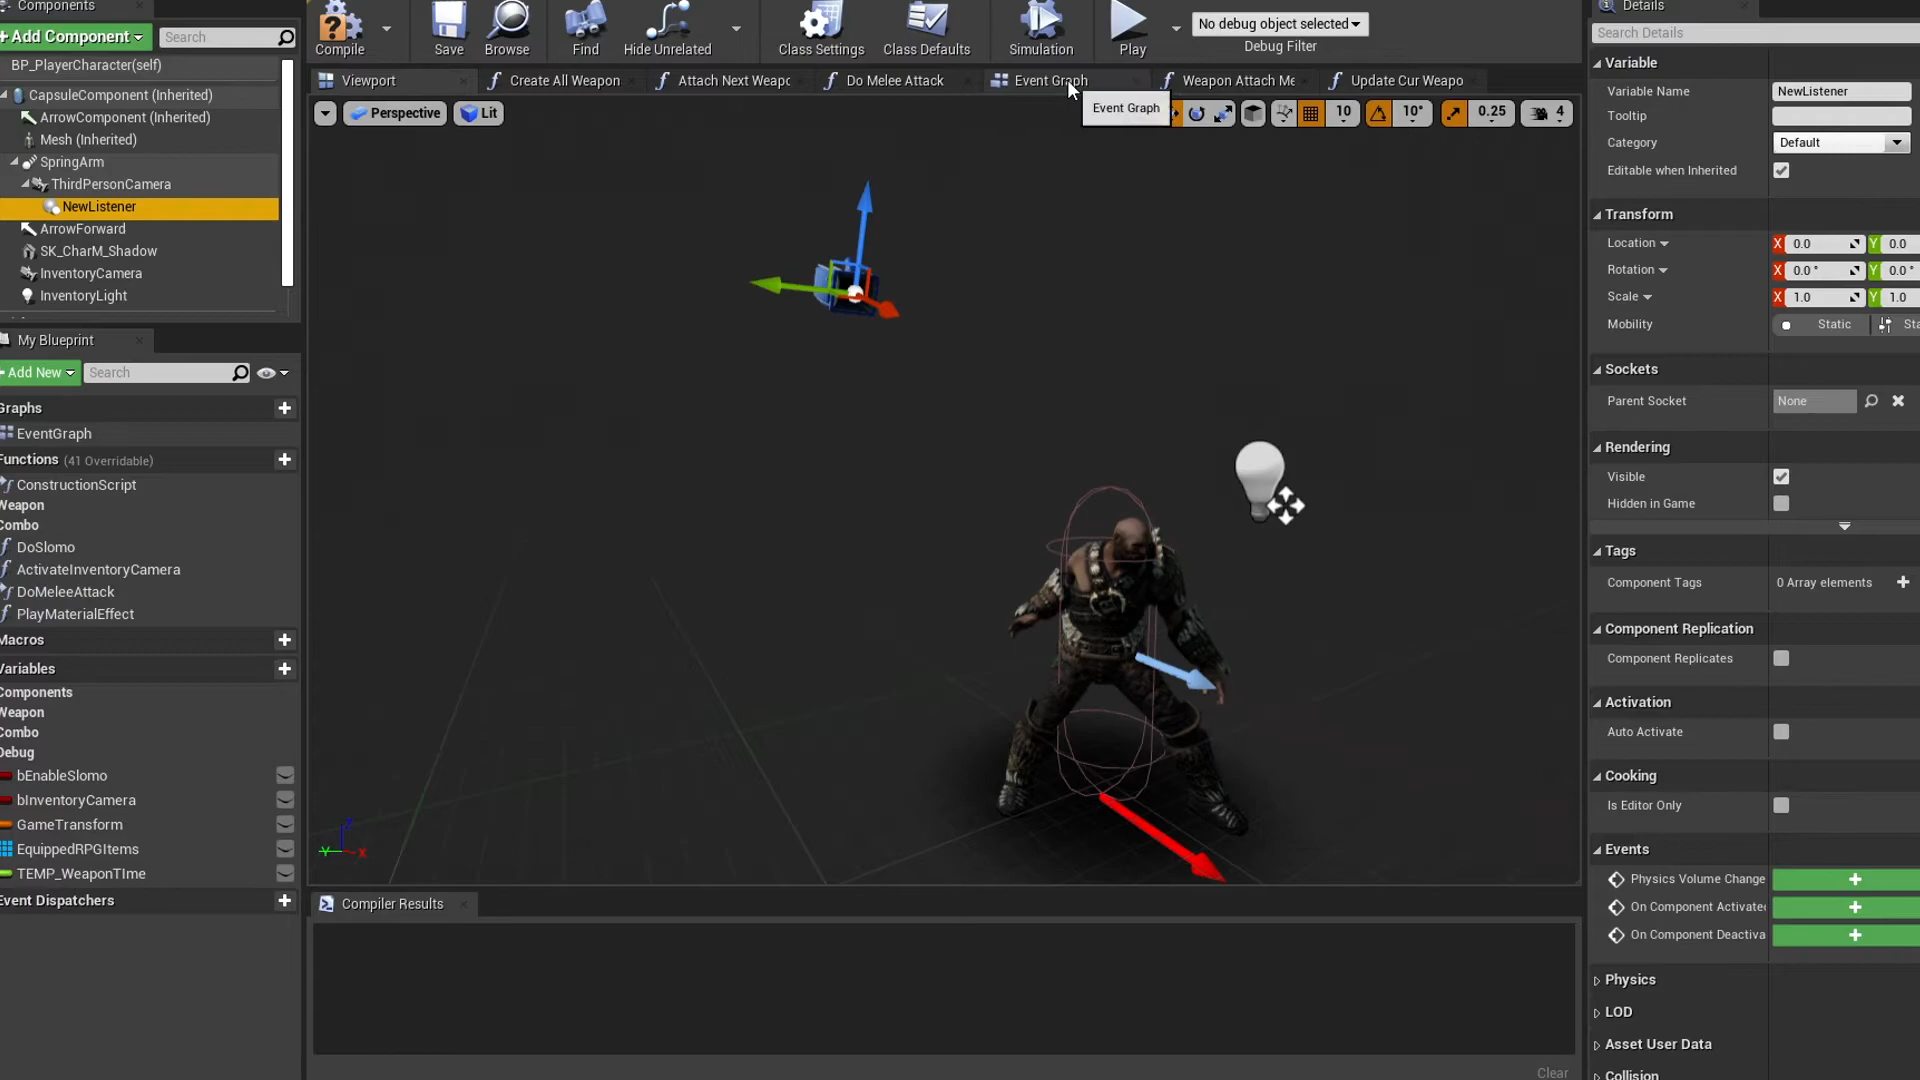 Components
+Add Component
Search
BP_PlayerCharacter(self)
CapsuleComponent (Inherited)
ArrowComponent (Inherited)
Mesh (Inherited)
SpringArm
ThirdPersonCamera
NewListener
ArrowForward
SK_CharM_Shadow
InventoryCamera
InventoryLight
My Blueprint
Add New
Search
Graphs
EventGraph
Functions (41 Overridable)
ConstructionScript
Weapon
Combo
DoSlomo
ActivateInventoryCamera
DoMeleeAttack
PlayMaterialEffect
Macros
Variables
Components
Weapon
Combo
Debug
bEnableSlomo
bInventoryCamera
GameTransform
EquippedRPGItems
TEMP_WeaponTIme
Event Dispatchers
Compile
Save
Browse
Find
Hide Unrelated
Class Settings
Class Defaults
Simulation
Play
No debug object selected
Debug Filter
Viewport
Create All Weapon
Attach Next Weapc
Do Melee Attack
Event Graph
Weapon Attach Me
Update Cur Weapo
Perspective
Lit
Event Graph
10
10°
0.25
4
Z
Y
X
Compiler Results
Clear
Details
Search Details
Variable
Variable Name
NewListener
Tooltip
Category
Default
Editable when Inherited
Transform
Location
X 0.0
Y 0.0
Rotation
X 0.0 °
Y 0.0 °
Scale
X 1.0
Y 1.0
Mobility
Static
Sta
Sockets
Parent Socket
None
Rendering
Visible
Hidden in Game
Tags
Component Tags
0 Array elements
Component Replication
Component Replicates
Activation
Auto Activate
Cooking
Is Editor Only
Events
Physics Volume Change
On Component Activate
On Component Deactiva
Physics
LOD
Asset User Data
Collision